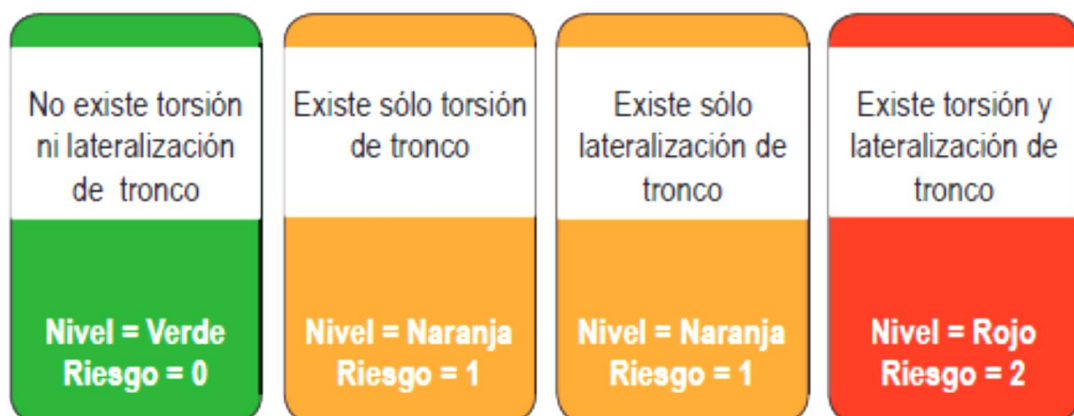 No existe torsión
ni lateralización
de tronco
Nivel = Verde
Riesgo = 0
Existe sólo torsión
de tronco
Nivel = Naranja
Riesgo = 1
Existe sólo
lateralización de
tronco
Nivel = Naranja
Riesgo = 1
Existe torsión y
lateralización de
tronco
Nivel = Rojo
Riesgo = 2